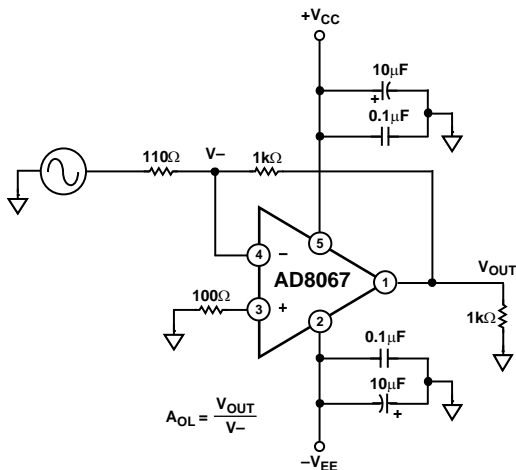 +VCC
10μF
+
0.1μF
110Ω
V–
1kΩ
4
–
5
AD8067
1
VOUT
100Ω
3
+
2
1kΩ
0.1μF
10μF
+
AOL = VOUT
V–
–VEE